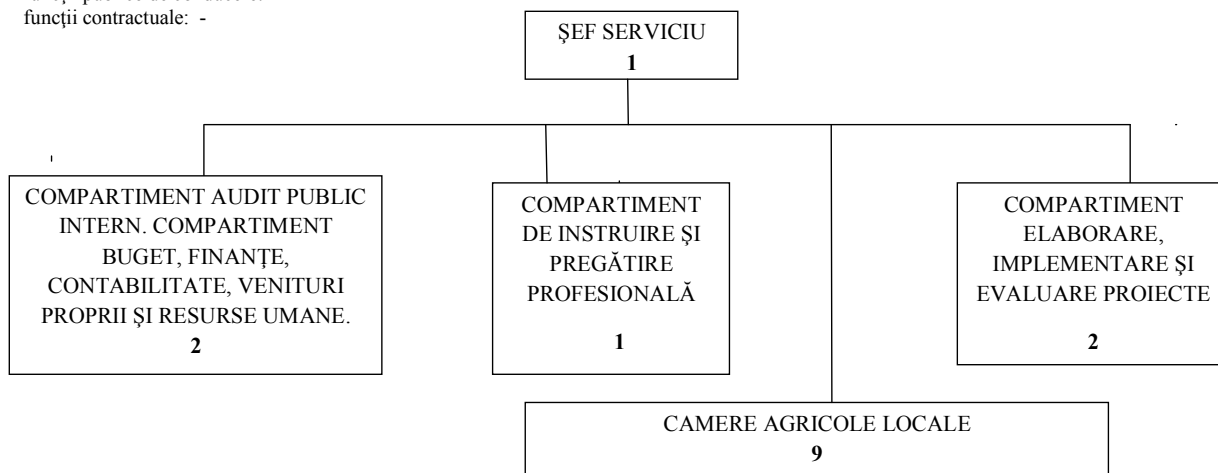 funcţii contractuale: -
ŞEF SERVICIU
1
COMPARTIMENT AUDIT PUBLIC
INTERN. COMPARTIMENT
BUGET, FINANŢE,
CONTABILITATE, VENITURI
PROPRII ŞI RESURSE UMANE.
2
COMPARTIMENT
DE INSTRUIRE ŞI
PREGĂTIRE
PROFESIONALĂ
1
COMPARTIMENT
ELABORARE,
IMPLEMENTARE ŞI
EVALUARE PROIECTE
2
CAMERE AGRICOLE LOCALE
9